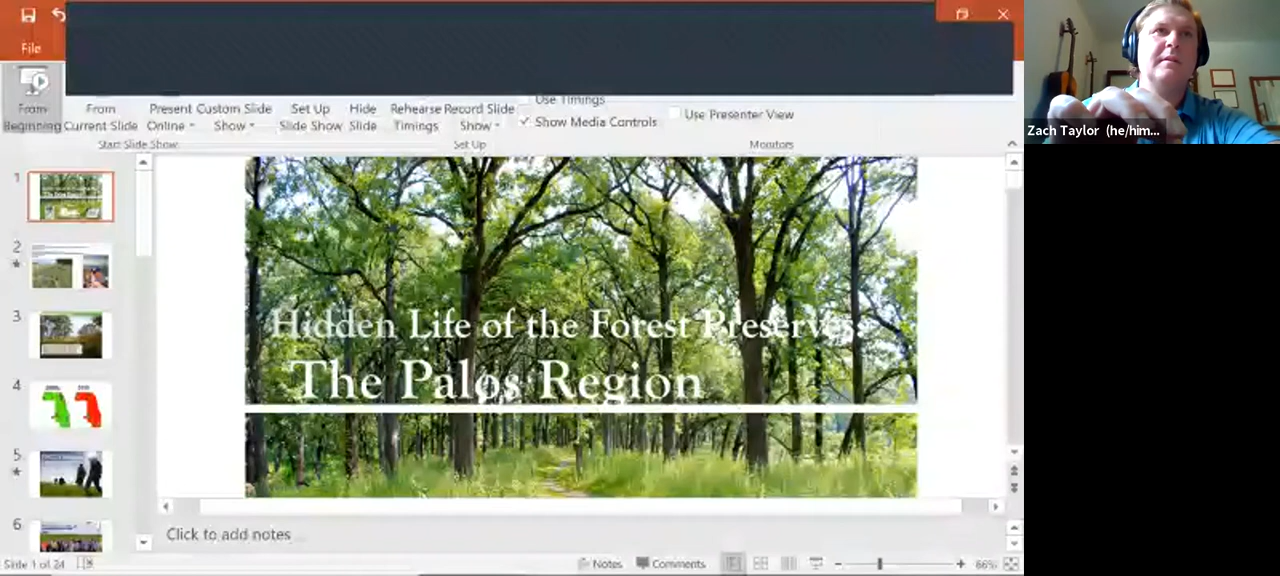 File
From
Beginning
From
Current Slide
Present
Online
Custom Slide
Show
Set Up
Slide Show
Hide
Slide
Rehearse
Timings
Record Slide
Show
Use Timings
Show Media Controls
Use Presenter View
Start Slide Show
Set Up
Monitors
Zach Taylor (he/him...
1
2
3
4
5
6
Hidden Life of the Forest Preserves:
The Palos Region
Click to add notes
Slide 1 of 24
Notes
Comments
66%